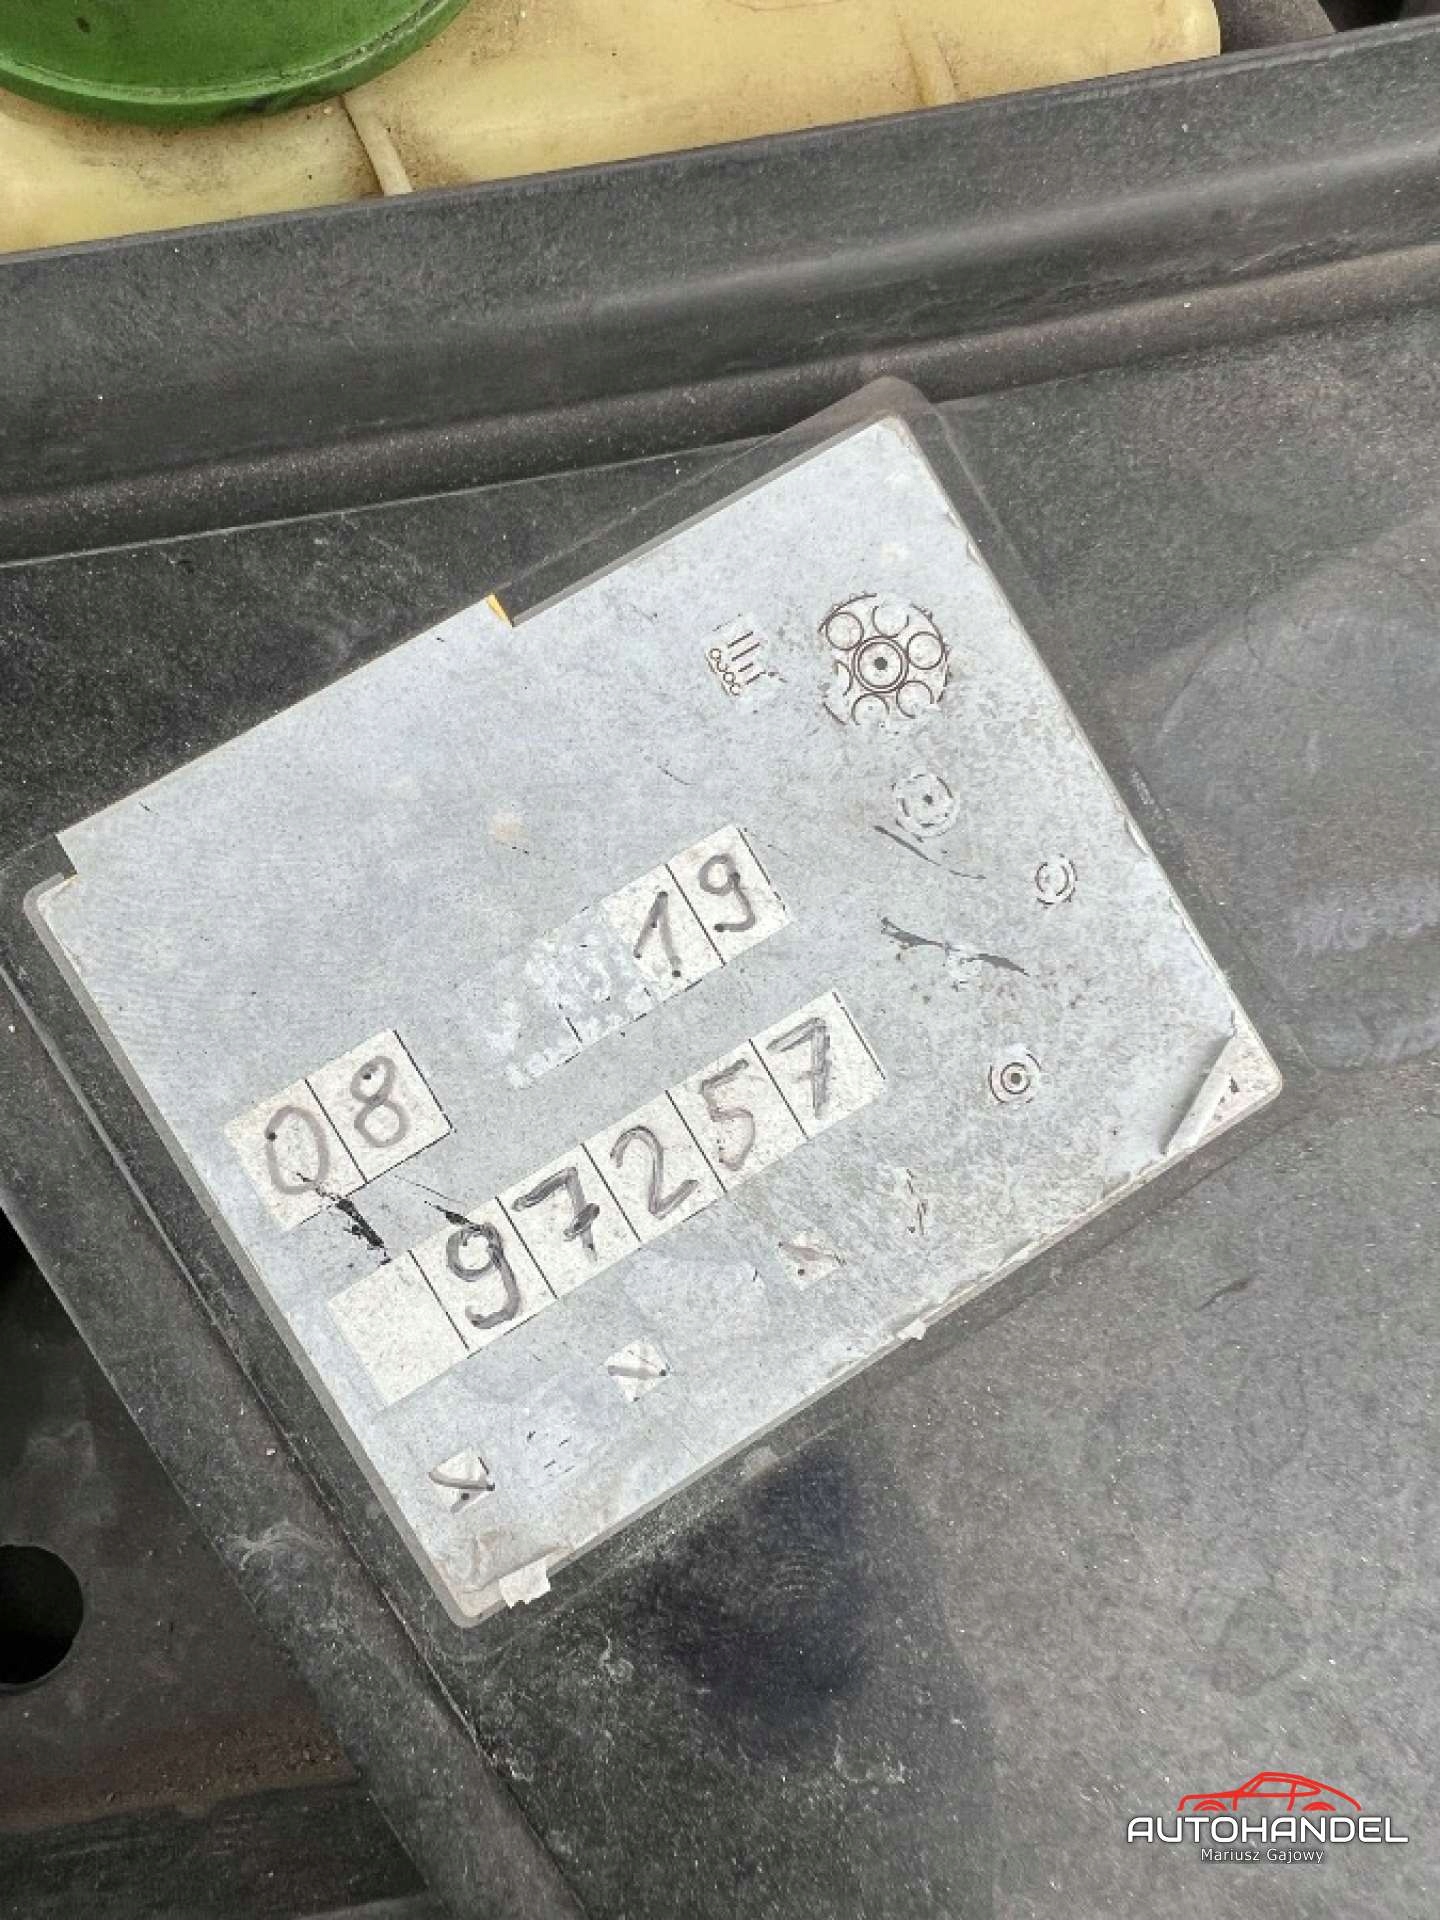 08 19
97257
AUTOHANDEL
Mariusz Gajowy